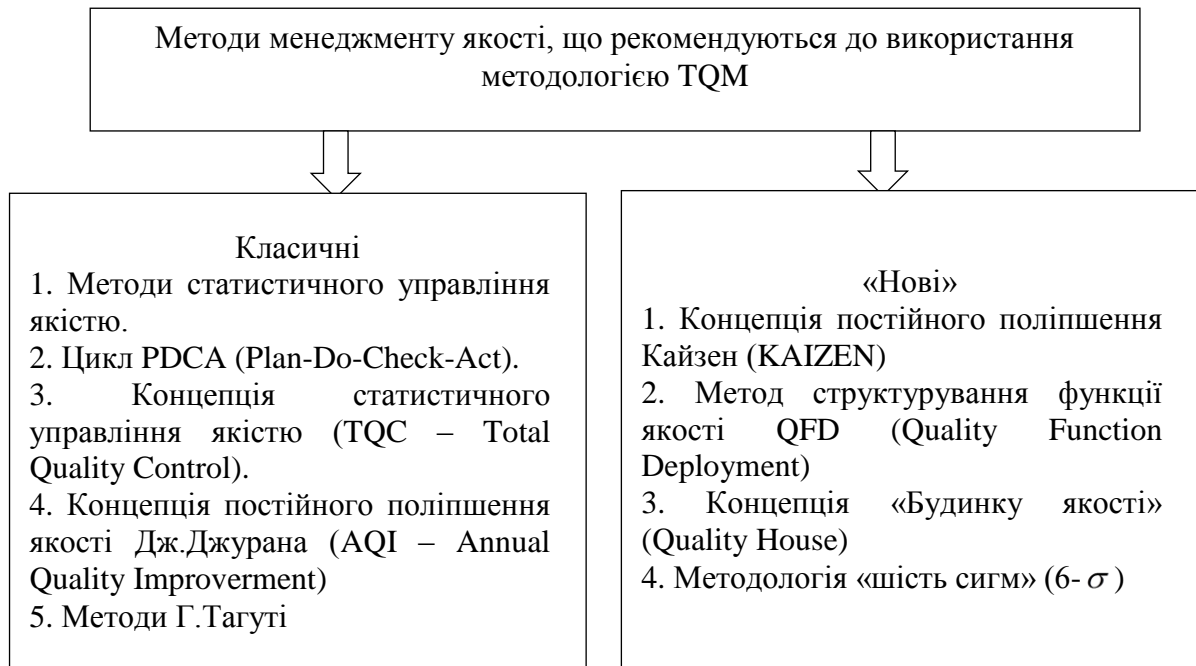 Методи менеджменту якості, що рекомендуються до використання
методологією TQM
Класичні
1. Методи статистичного управління
якістю.
2. Цикл PDCA (Plan-Do-Check-Act).
3. Концепція статистичного
управління якістю (TQC – Total
Quality Control).
4. Концепція постійного поліпшення
якості Дж.Джурана (AQI – Annual
Quality Improverment)
5. Методи Г.Тагуті
«Нові»
1. Концепція постійного поліпшення
Кайзен (KAIZEN)
2. Метод структурування функції
якості QFD (Quality Function
Deployment)
3. Концепція «Будинку якості»
(Quality House)
4. Методологія «шість сигм» (6- σ )